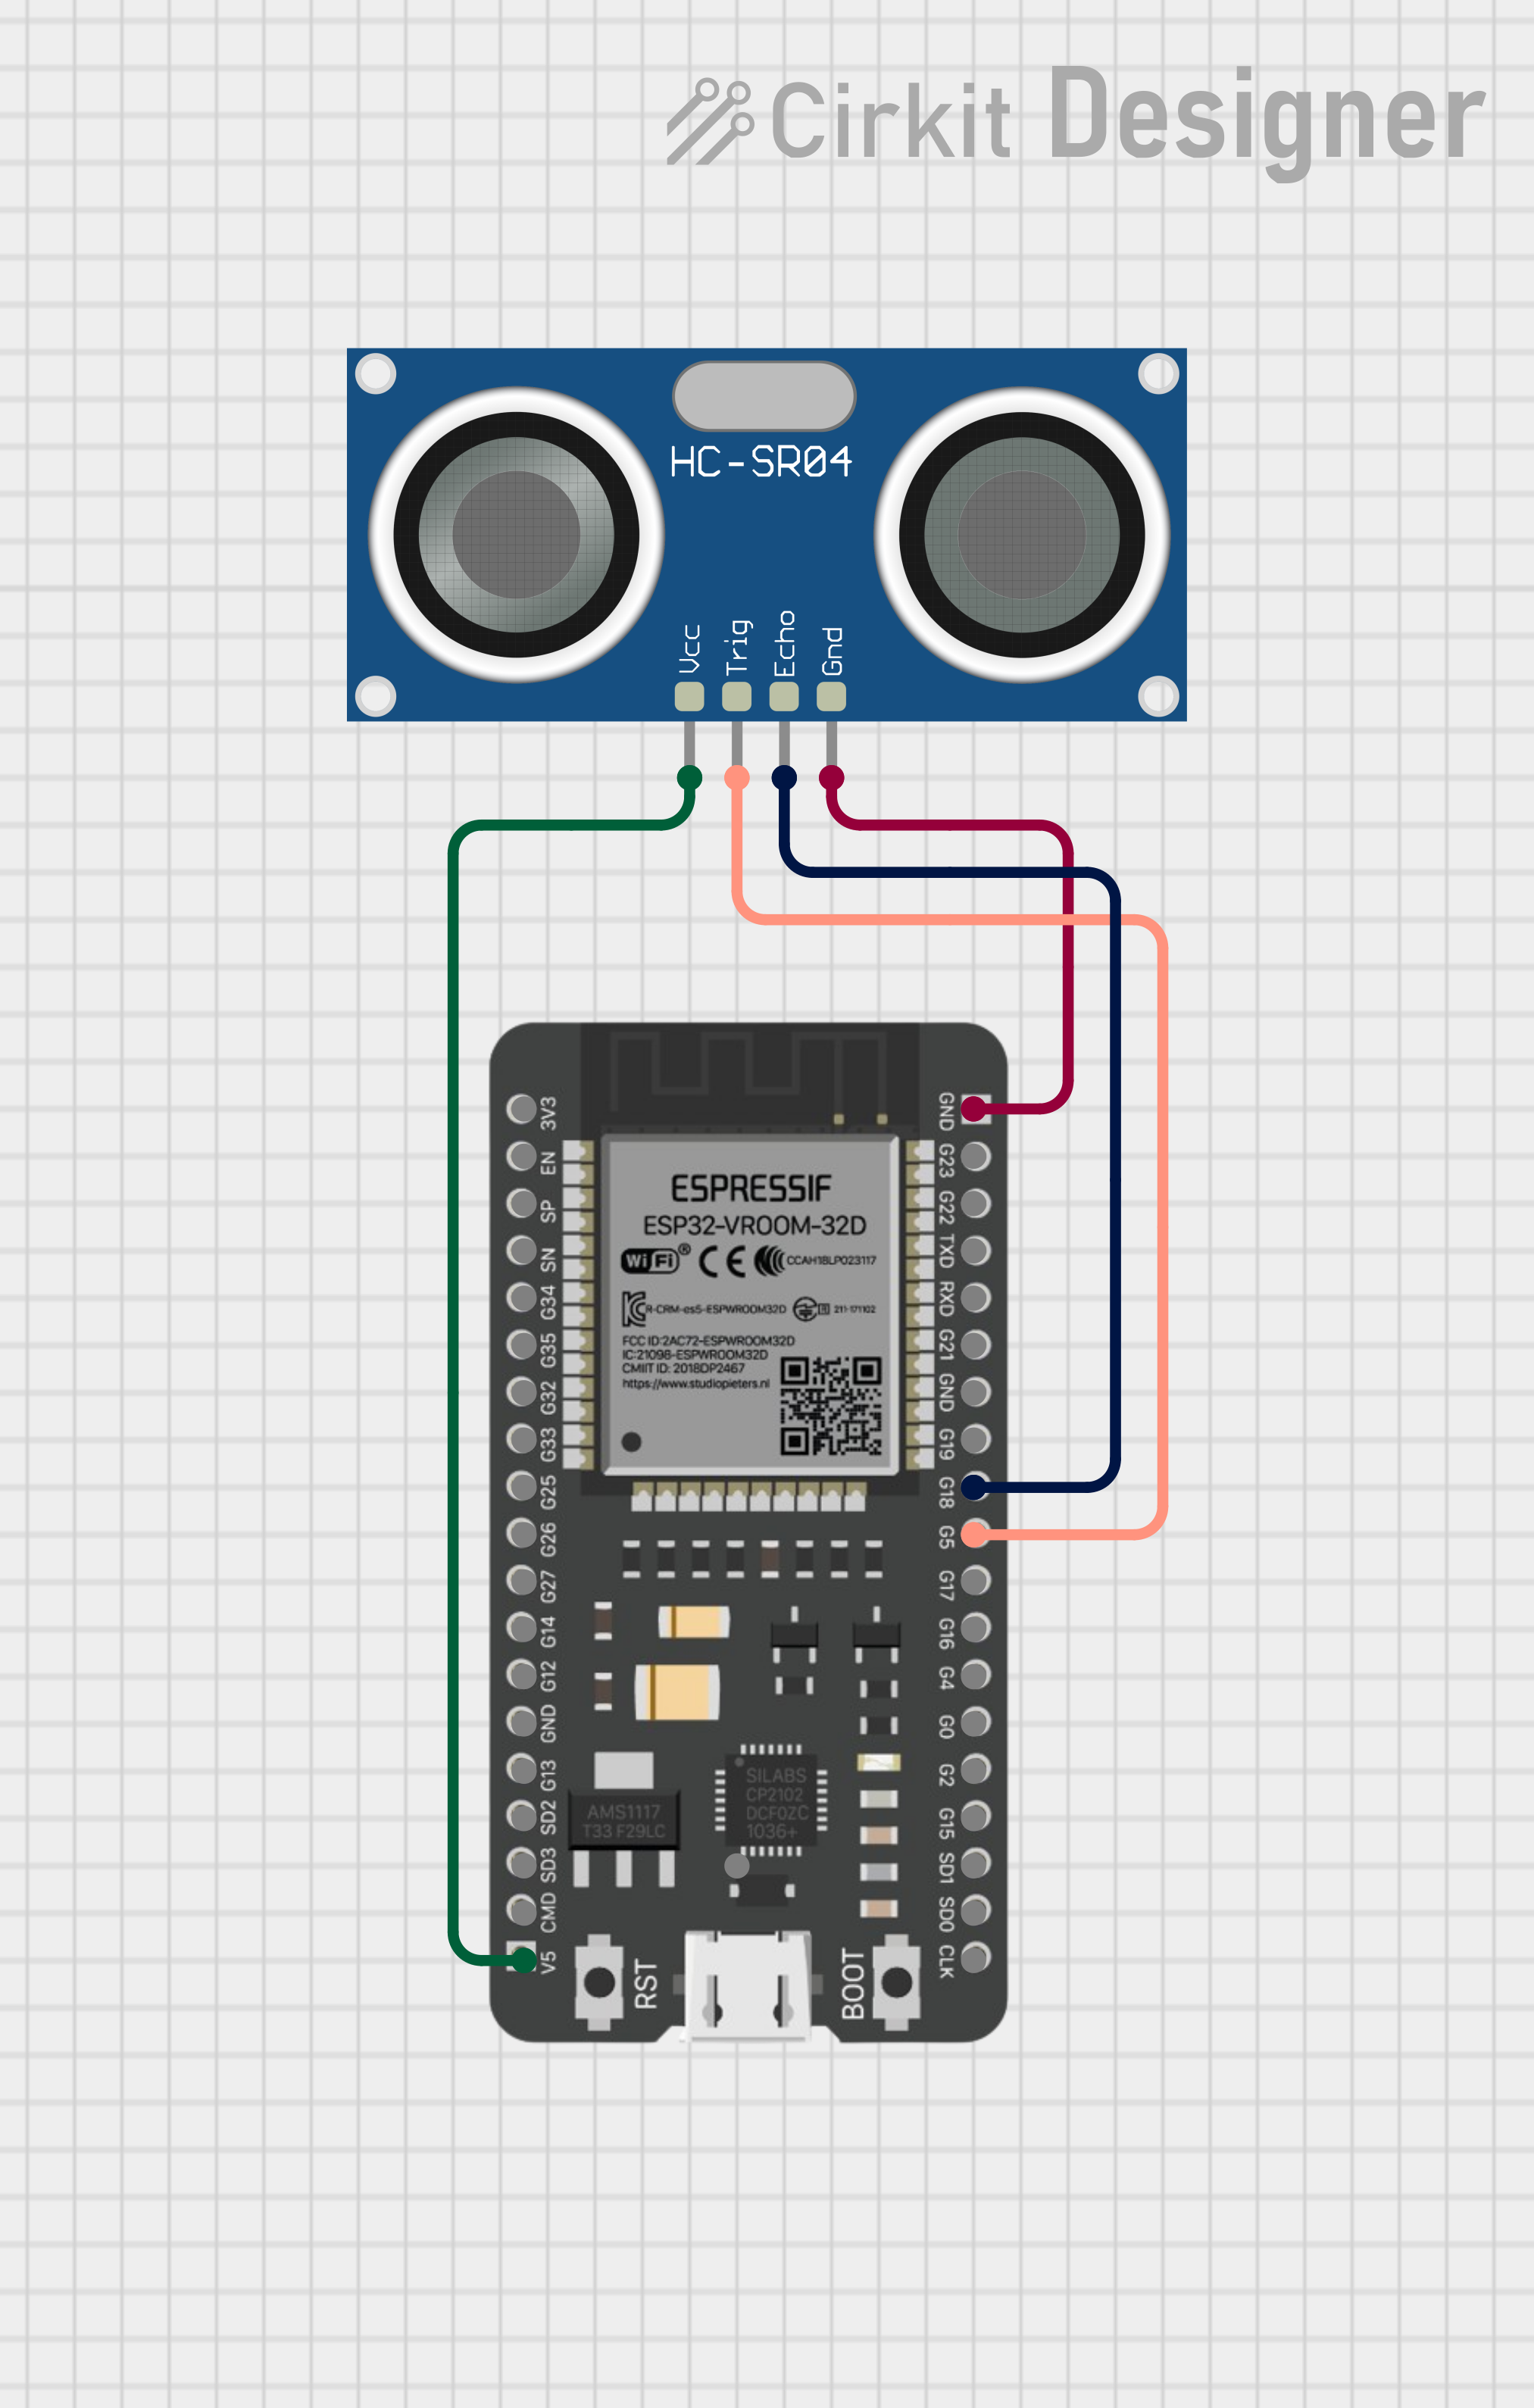 Cirkit Designer
HC-SR04
Vcc
Trig
Echo
Gnd
3V3
EN
SP
SN
G34
G35
G32
G33
G25
G26
G27
G14
G12
GND
G13
SD2
SD3
CMD
V5
GND
G23
G22
TXD
RXD
G21
GND
G19
G18
G5
G17
G16
G4
G0
G2
G15
SD1
SD0
CLK
ESPRESSIF
ESP32-VROOM-32D
Wi Fi ® CE CCAH18LP023117
R-CRM-es5-ESPWROOM32D R 211-171102
FCC ID:2AC72-ESPWROOM32D
IC:21098-ESPWROOM32D
CMIIT ID: 2018DP2467
https://www.studiopieters.nl
AMS1117
T33 F29LC
SILABS
CP2102
DCF0ZC
1036+
RST
BOOT